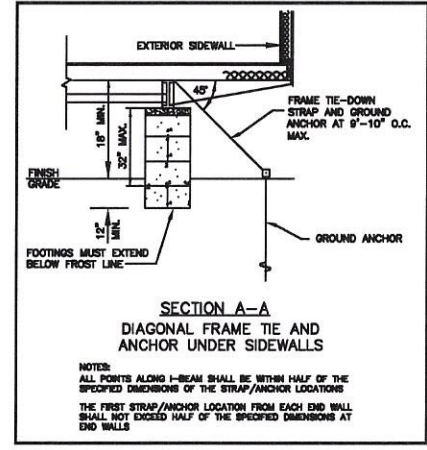 EXTERIOR SIDEWALL
45°
FRAME TIE-DOWN
STRAP AND GROUND
ANCHOR AT 9'-10" O.C.
MAX.
18" MIN.
32" MAX.
FINISH
GRADE
12"
MIN.
FOOTINGS MUST EXTEND
BELOW FROST LINE
GROUND ANCHOR
SECTION A-A
DIAGONAL FRAME TIE AND
ANCHOR UNDER SIDEWALLS
NOTES:
ALL POINTS ALONG I-BEAM SHALL BE WITHIN HALF OF THE
SPECIFIED DIMENSIONS OF THE STRAP/ANCHOR LOCATIONS
THE FIRST STRAP/ANCHOR LOCATION FROM EACH END WALL
SHALL NOT EXCEED HALF OF THE SPECIFIED DIMENSIONS AT
END WALLS